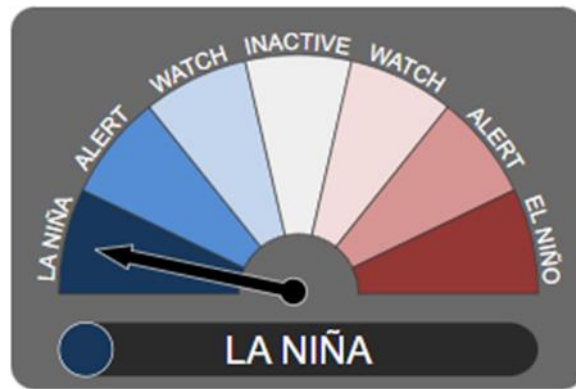 LA NIÑA
ALERT
WATCH
INACTIVE
WATCH
ALERT
EL NIÑO
LA NIÑA